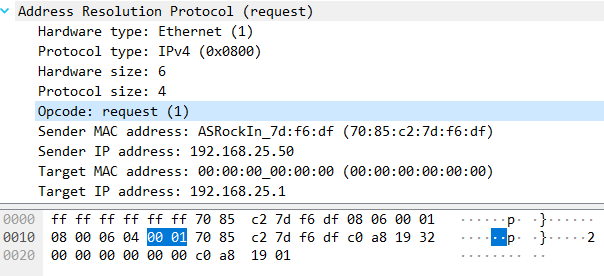 Address Resolution Protocol (request)
Hardware type: Ethernet (1)
Protocol type: IPv4 (0x0800)
Hardware size: 6
Protocol size: 4
Opcode: request (1)
Sender MAC address: ASRockIn_7d:f6:df (70:85:c2:7d:f6:df)
Sender IP address: 192.168.25.50
Target MAC address: 00:00:00_00:00:00 (00:00:00:00:00:00)
Target IP address: 192.168.25.1
0000 ff ff ff ff ff ff 70 85 c2 7d f6 df 08 06 00 01 ······p· ·}······
0010 08 00 06 04 00 01 70 85 c2 7d f6 df c0 a8 19 32 ······p· ·}·····2
0020 00 00 00 00 00 00 c0 a8 19 01 ········ ··